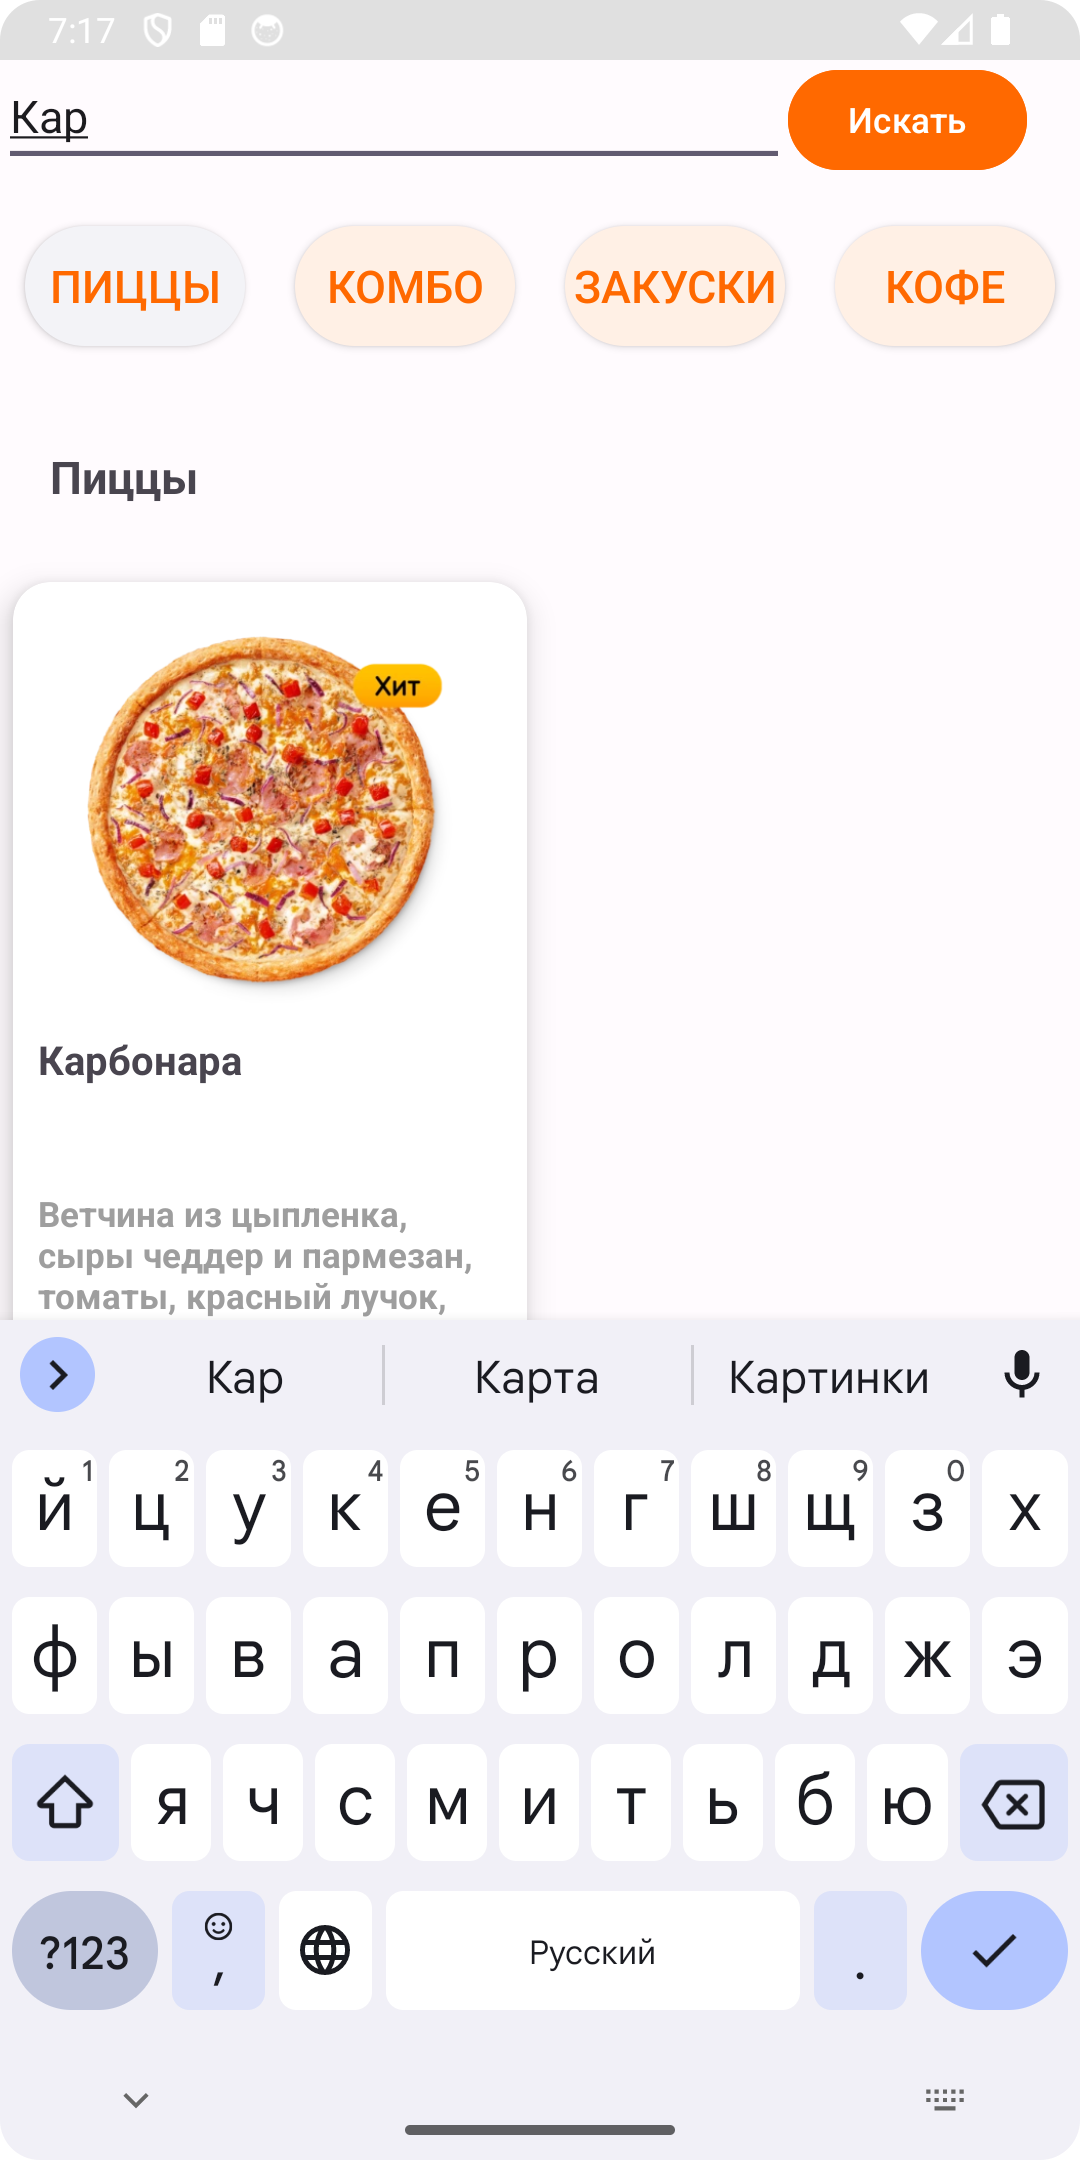 7:17
Кар
Искать
ПИЦЦЫ
КОМБО
ЗАКУСКИ
КОФЕ
Пиццы
Хит
Карбонара
Ветчина из цыпленка,
сыры чеддер и пармезан,
томаты, красный лучок,
Кар
Карта
Картинки
1 2 3 4 5 6 7 8 9 0
й ц у к е н г ш щ з х
ф ы в а п р о л д ж э
я ч с м и т ь б ю
?123 , Русский .